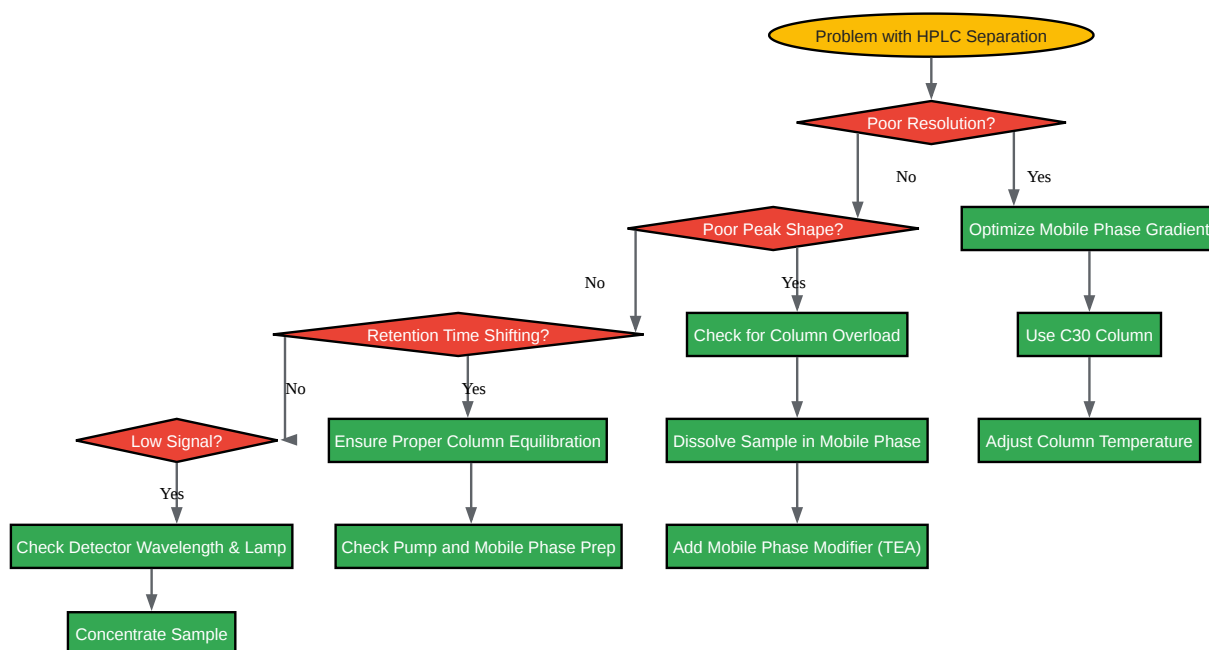 Problem with HPLC Separation
Poor Resolution?
No
Yes
Poor Peak Shape?
Optimize Mobile Phase Gradient
No
Yes
Retention Time Shifting?
Check for Column Overload
Use C30 Column
No
Yes
Low Signal?
Ensure Proper Column Equilibration
Dissolve Sample in Mobile Phase
Adjust Column Temperature
Yes
Check Detector Wavelength & Lamp
Check Pump and Mobile Phase Prep
Add Mobile Phase Modifier (TEA)
Concentrate Sample